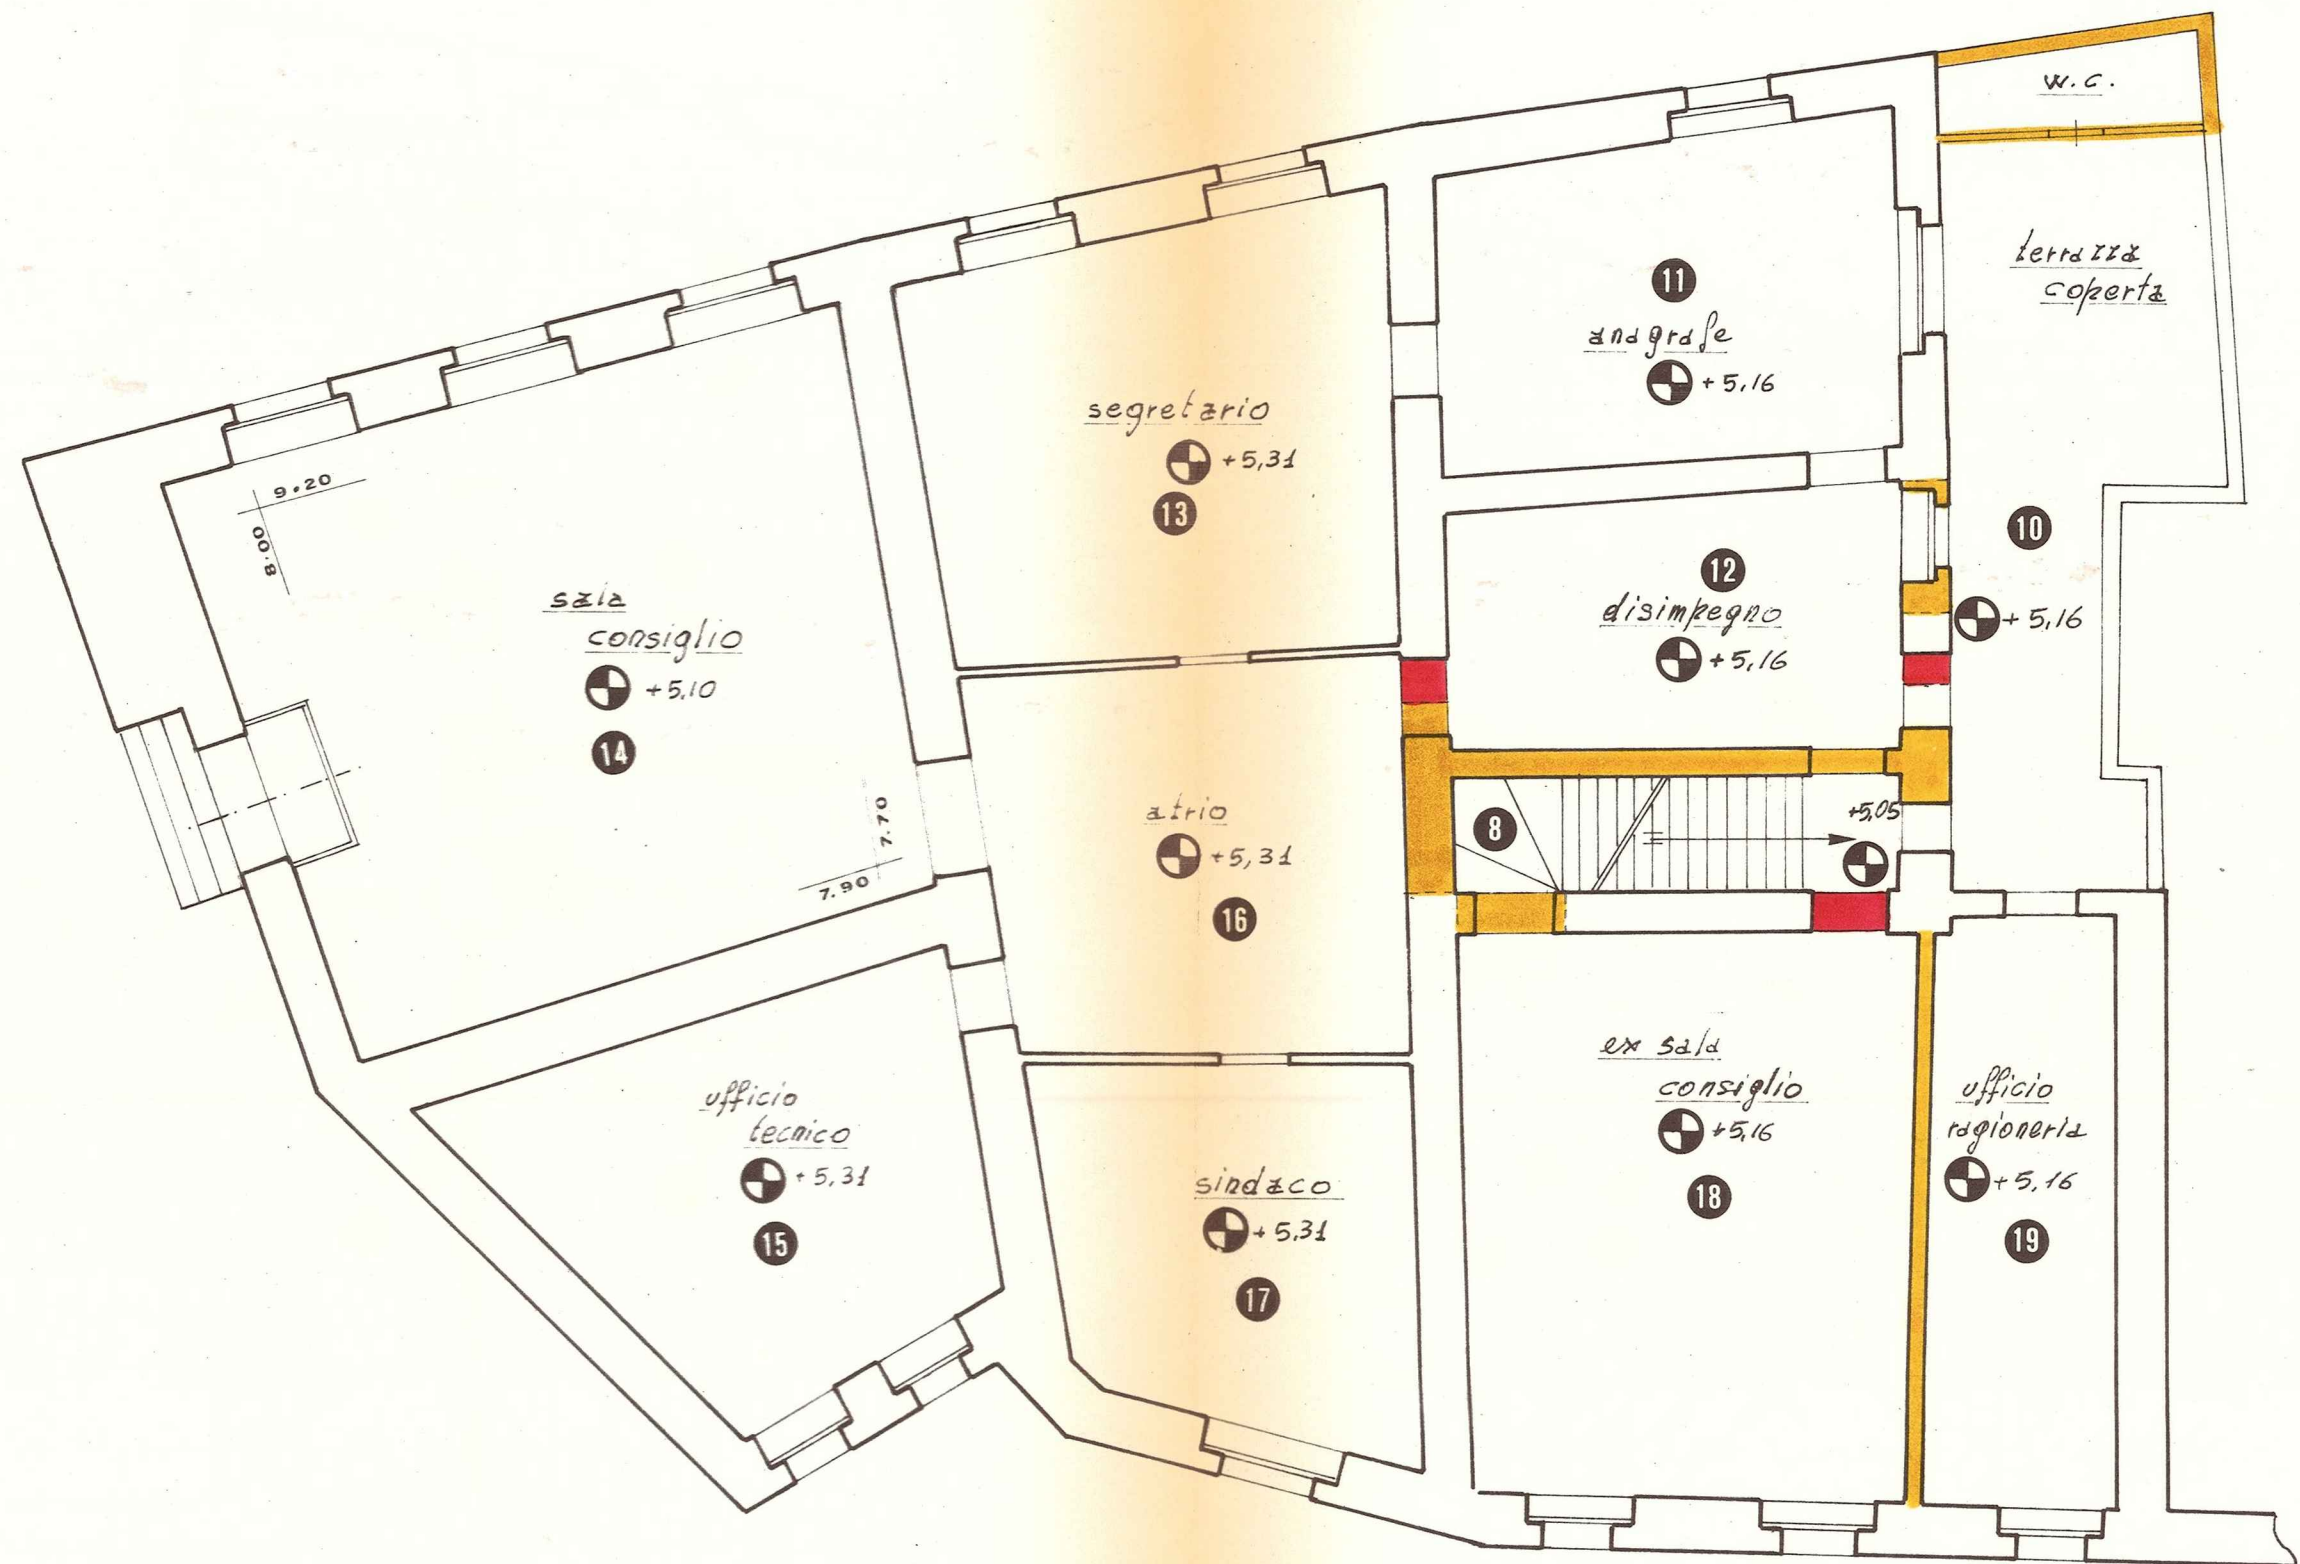 w.c.
terrazza
coperta
11
anagrafe
+5,16
segretario
+5,31
13
9.20
8.00
10
+5,16
12
disimpegno
+5,16
sala
consiglio
+5,10
14
7.70
7.90
atrio
+5,31
16
8
+5,05
ex sala
consiglio
+5,16
18
ufficio
ragioneria
+5,16
19
ufficio
tecnico
+5,31
15
sindaco
+5,31
17